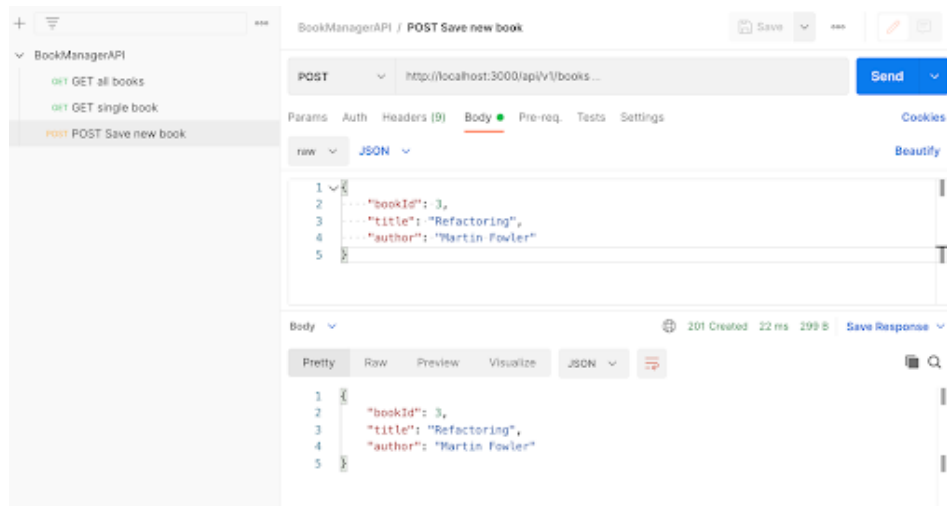 BookManagerAPI / POST Save new book
Save
BookManagerAPI
GET GET all books
GET GET single book
POST POST Save new book
POST
http://localhost:3000/api/v1/books...
Send
Params Auth Headers (9) Body Pre-req. Tests Settings
Cookies
raw JSON
Beautify
1 {
2 "bookId": 3,
3 "title": "Refactoring",
4 "author": "Martin Fowler"
5 }
Body
201 Created 22 ms 299 B Save Response
Pretty Raw Preview Visualize JSON
1 {
2 "bookId": 3,
3 "title": "Refactoring",
4 "author": "Martin Fowler"
5 }